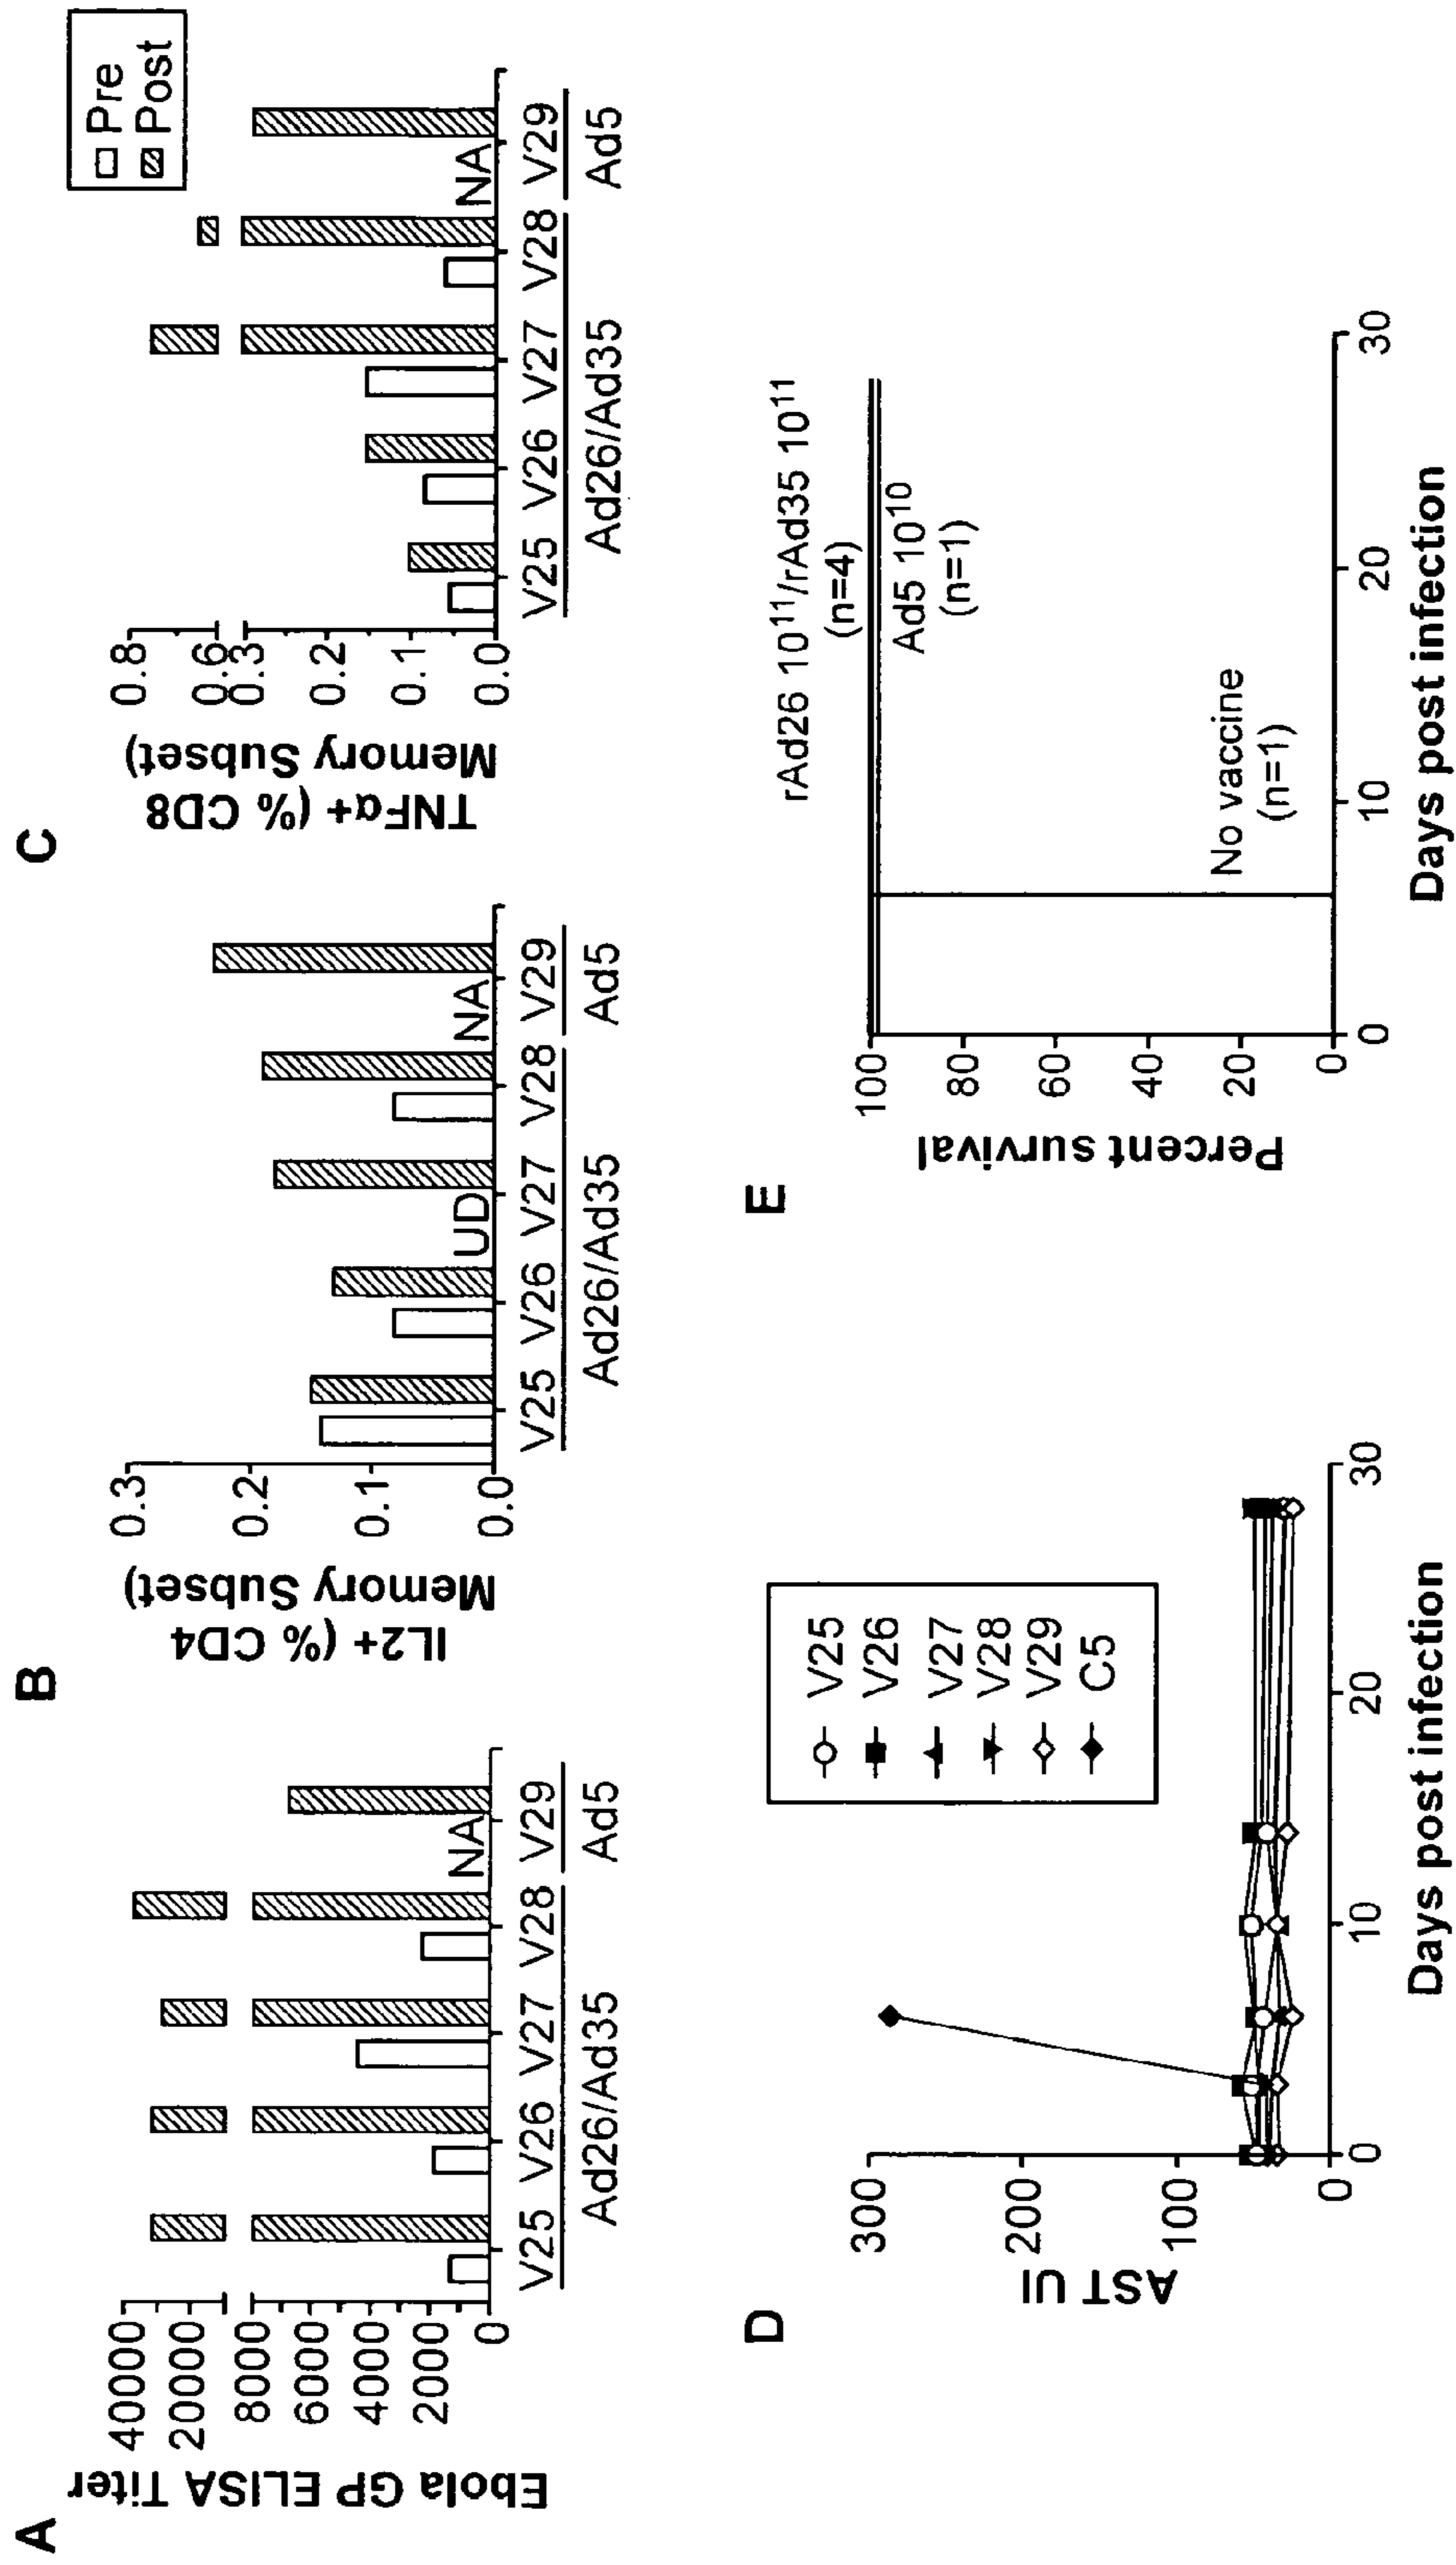 A
Ebola GP ELISA Titer
40000
20000
8000
6000
4000
2000
0
NA
V25 V26 V27 V28 V29
Ad26/Ad35 Ad5
B
IL2+ (% CD4
Memory Subset)
0.3
0.2
0.1
0.0
UD
NA
V25 V26 V27 V28 V29
Ad26/Ad35 Ad5
C
TNFα+ (% CD8
Memory Subset)
0.8
0.6
0.3
0.2
0.1
0.0
Pre
Post
NA
V25 V26 V27 V28 V29
Ad26/Ad35 Ad5
D
AST UI
300
200
100
0
V25
V26
V27
V28
V29
C5
0 10 20 30
Days post infection
E
Percent survival
100
80
60
40
20
0
rAd26 10¹¹/rAd35 10¹¹
(n=4)
Ad5 10¹⁰
(n=1)
No vaccine
(n=1)
0 10 20 30
Days post infection